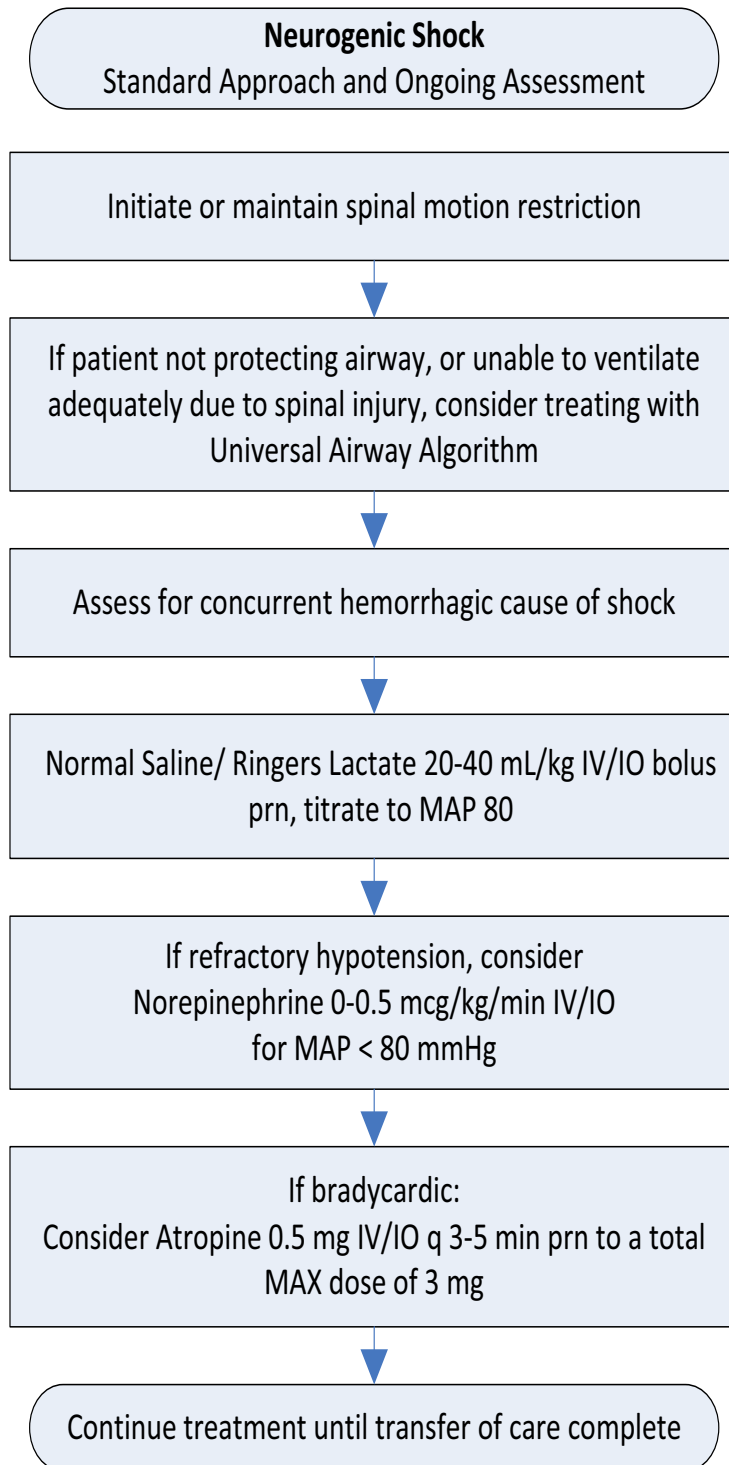 Neurogenic Shock
Standard Approach and Ongoing Assessment
Initiate or maintain spinal motion restriction
If patient not protecting airway, or unable to ventilate
adequately due to spinal injury, consider treating with
Universal Airway Algorithm
Assess for concurrent hemorrhagic cause of shock
Normal Saline/ Ringers Lactate 20-40 mL/kg IV/IO bolus
prn, titrate to MAP 80
If refractory hypotension, consider
Norepinephrine 0-0.5 mcg/kg/min IV/IO
for MAP < 80 mmHg
If bradycardic:
Consider Atropine 0.5 mg IV/IO q 3-5 min prn to a total
MAX dose of 3 mg
Continue treatment until transfer of care complete